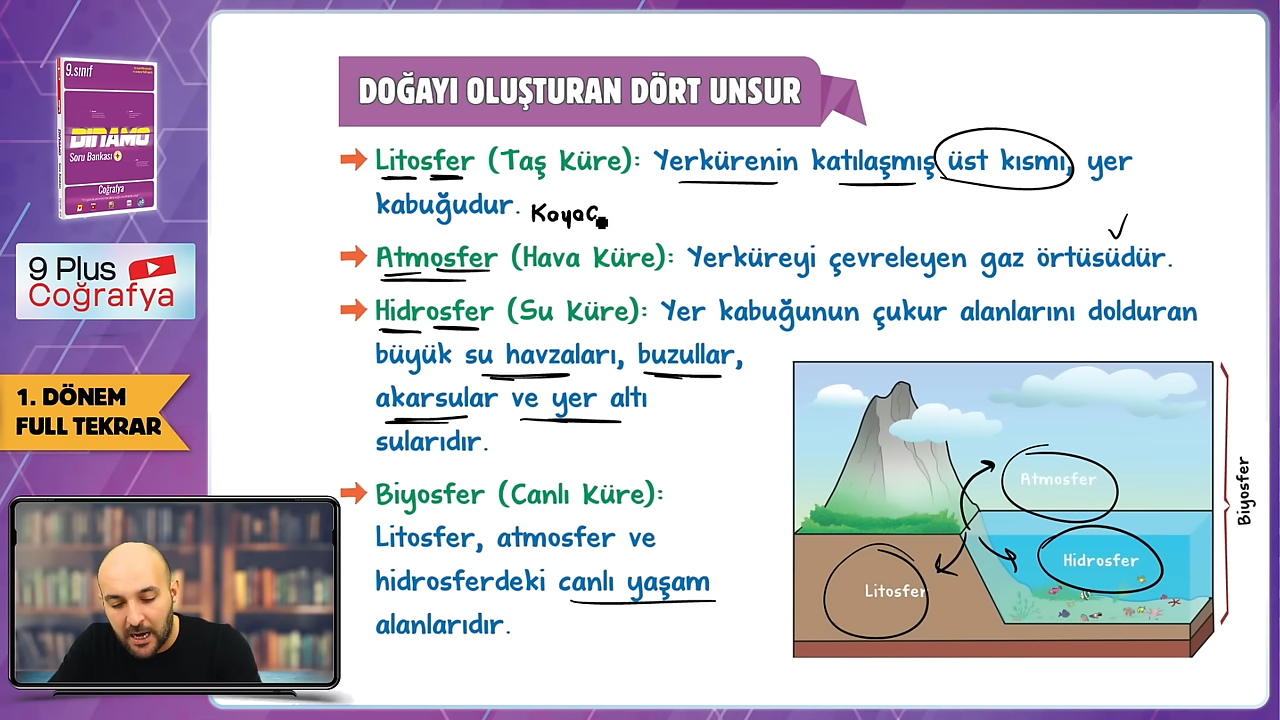 9.sınıf
DİNAMO
Soru Bankası +
Coğrafya
9 Plus
Coğrafya
1. DÖNEM
FULL TEKRAR
DOĞAYI OLUŞTURAN DÖRT UNSUR
Litosfer (Taş Küre): Yerkürenin katılaşmış üst kısmı, yer
kabuğudur. Kayaç
Atmosfer (Hava Küre): Yerküreyi çevreleyen gaz örtüsüdür.
Hidrosfer (Su Küre): Yer kabuğunun çukur alanlarını dolduran
büyük su havzaları, buzullar,
akarsular ve yer altı
sularıdır.
Biyosfer (Canlı Küre):
Litosfer, atmosfer ve
hidrosferdeki canlı yaşam
alanlarıdır.
Atmosfer
Hidrosfer
Litosfer
Biyosfer